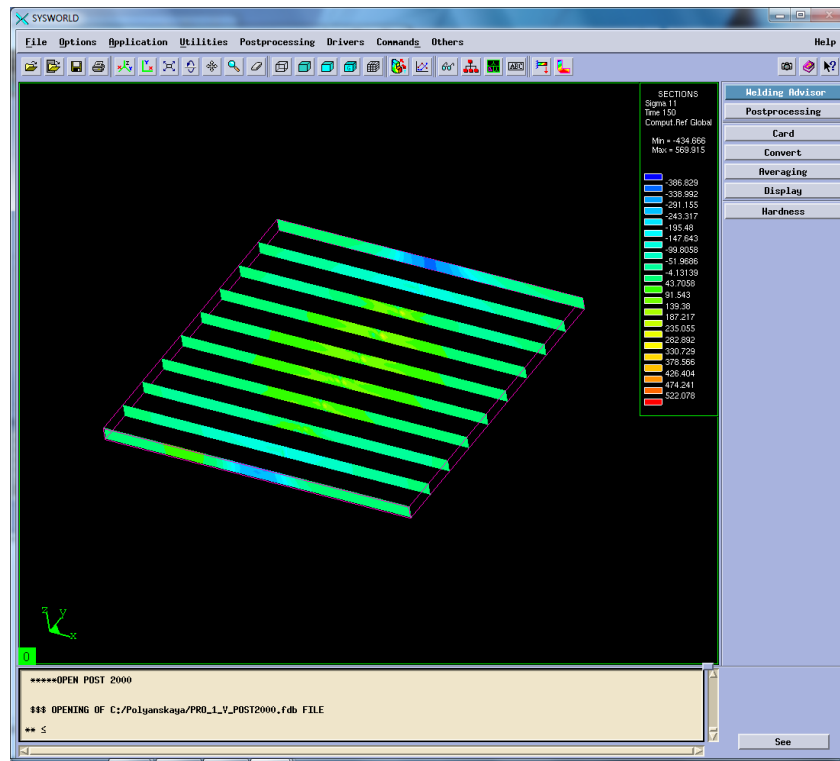 SYSWORLD
File Options Application Utilities Postprocessing Drivers Commands Others Help
ABC
SECTIONS
Sigma 11
Time 150
Comput.Ref Global
Min = -434.666
Max = 569.915
-386.829
-338.992
-291.155
-243.317
-195.48
-147.643
-99.8058
-51.9686
-4.13139
43.7058
91.543
139.38
187.217
235.055
282.892
330.729
378.566
426.404
474.241
522.078
Welding Advisor
Postprocessing
Card
Convert
Averaging
Display
Hardness
z y
x
0
*****OPEN POST 2000
$$$ OPENING OF C:/Polyanskaya/PRO_1_V_POST2000.fdb FILE
** ≤
See